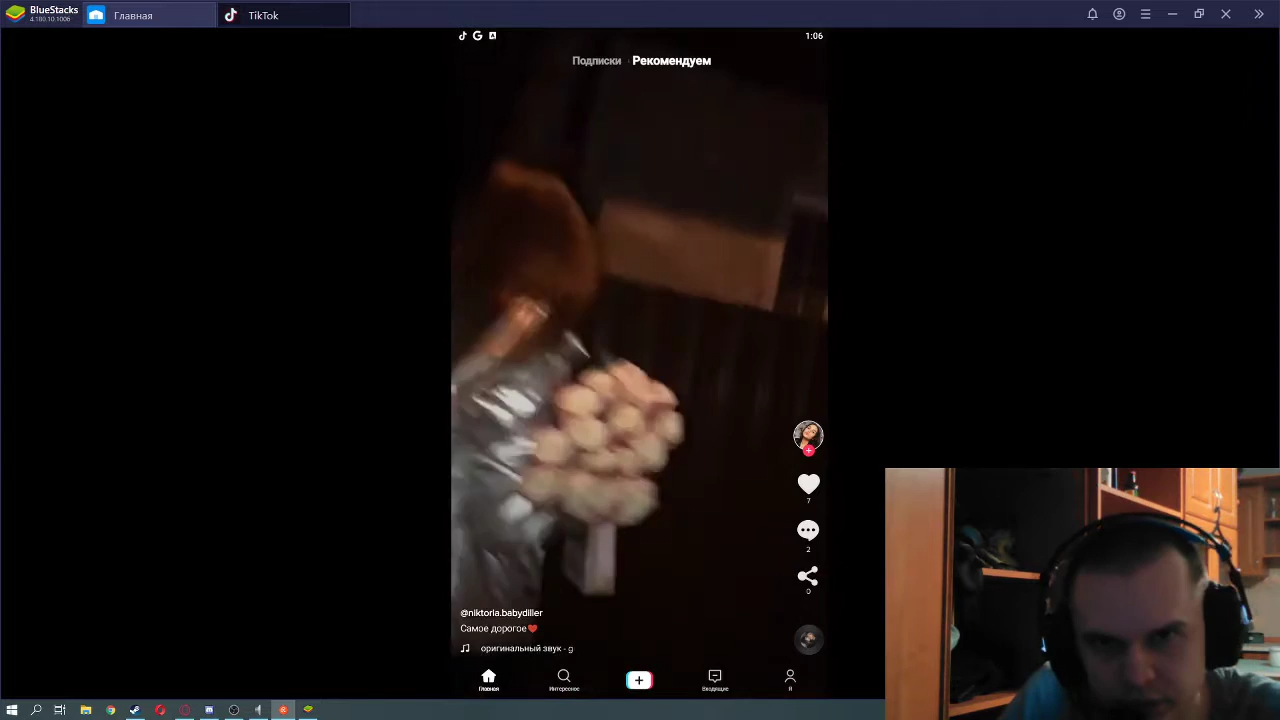 BlueStacks
4.180.10.1006
Главная
TikTok
1:06
Подписки
Рекомендуем
7
2
0
@niktoria.babydiller
Самое дорогое
оригинальный звук - g
Главная
Интересное
Входящие
Я